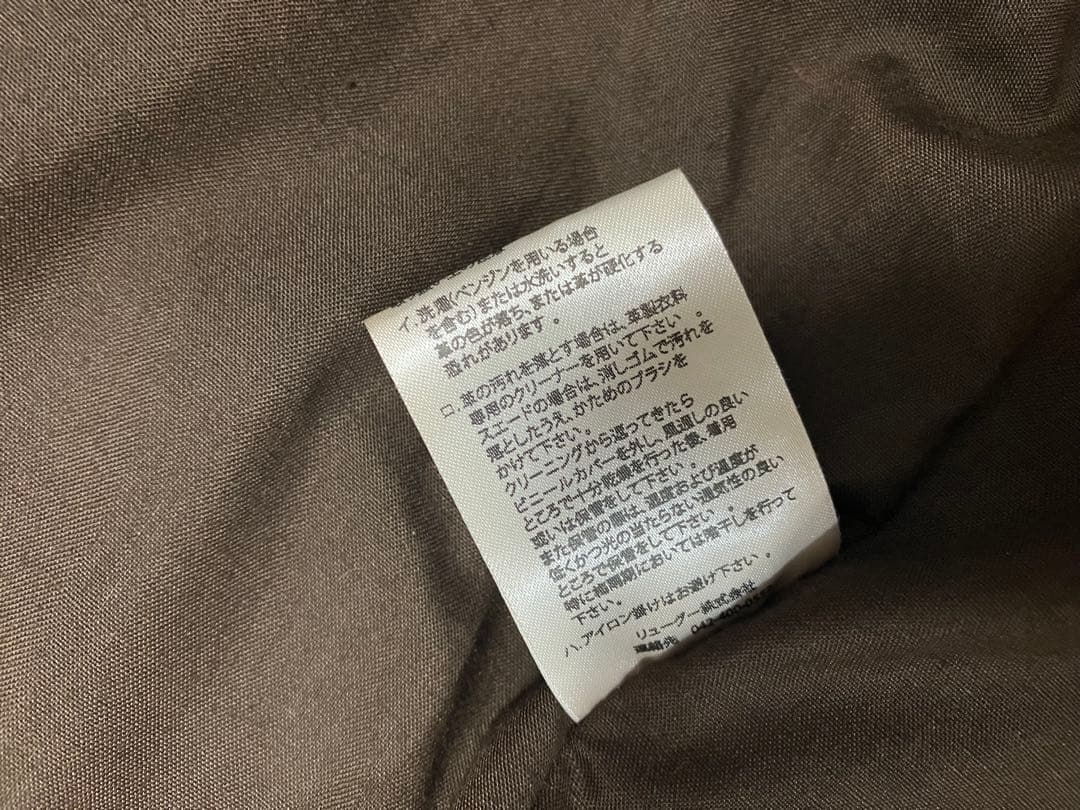 イ.洗濯(ベンジンを用いる場合
を含む)または水洗いすると
革の色が落ち、または革が硬化する
恐れがあります。
ロ.革の汚れを落とす場合は、革製衣料
専用のクリーナーを用いて下さい。
スエードの場合は、消しゴムで汚れを
落としたうえ、かためのブラシを
かけて下さい。
クリーニングから返ってきたら
ビニールカバーを外し、風通しの良い
ところで十分乾燥を行った後、着用
或いは保管をして下さい。
また保管の際は、湿度および温度が
低くかつ光の当たらない通気性の良い
ところで保管をして下さい。
特に梅雨期においては陰干しを行って
下さい。
ハ.アイロン掛けはお避け下さい。
リューグー株式会社
連絡先 042-400-